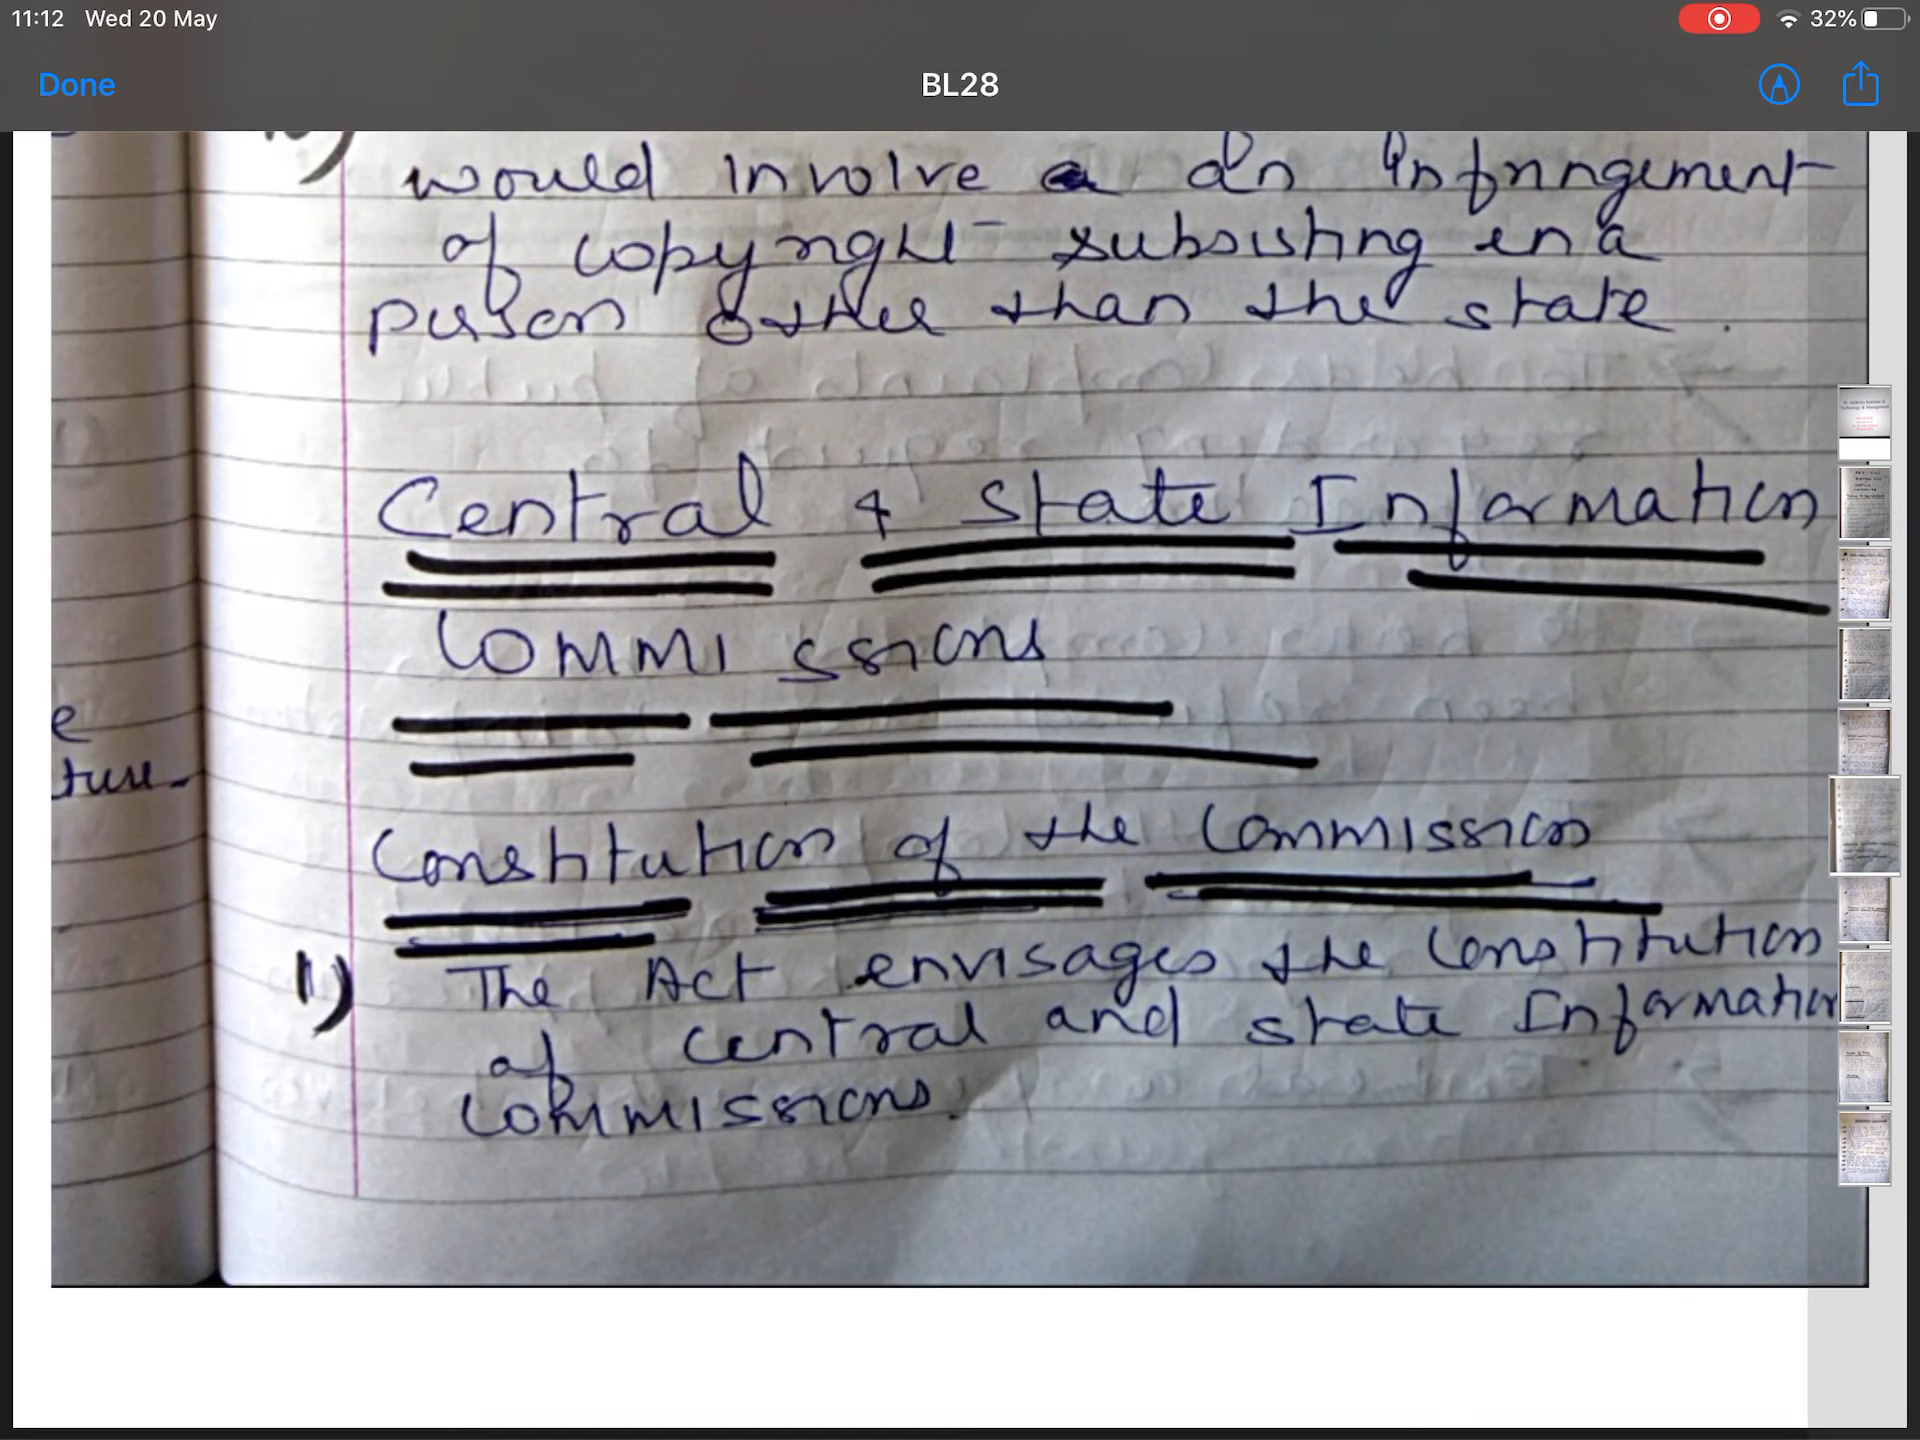 11:12 Wed 20 May
32%
Done
BL28
would involve a an infringement
of copyright subsisting in a
person other than the state.
Central & State Information
Commissions
e
ture
Constitution of the Commission
1) The Act envisages the Constitution
of central and state Information
Commissions.